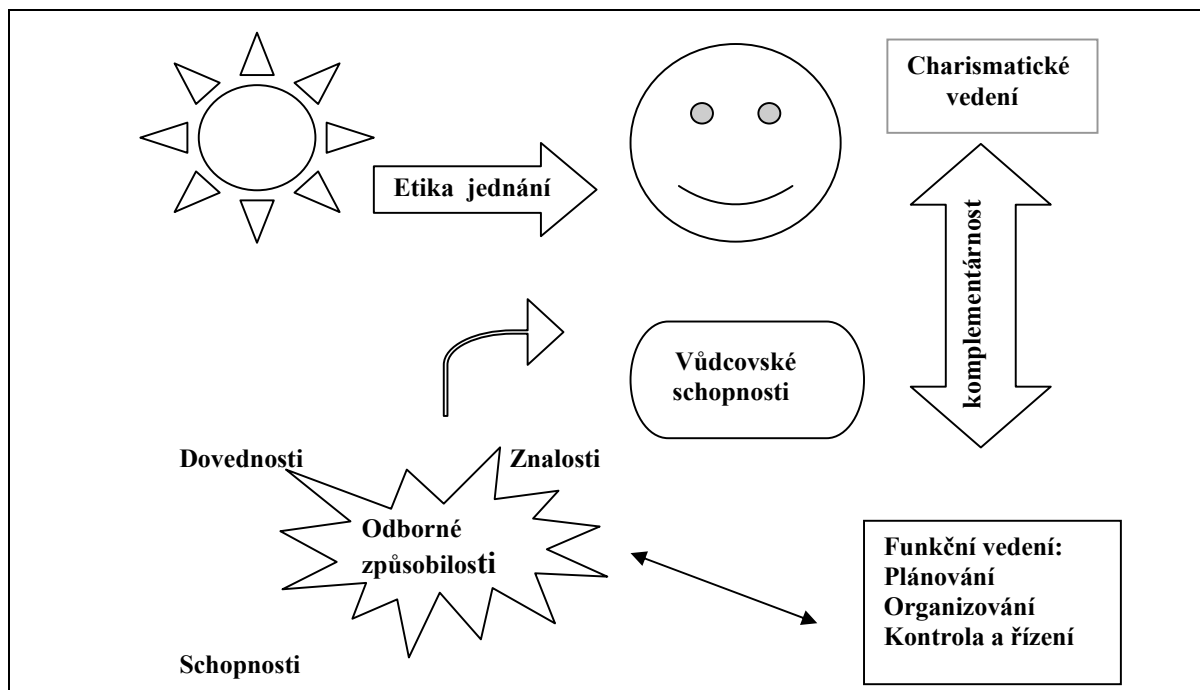 Charismatické
vedení
Etika jednání
komplementárnost
Vůdcovské
schopnosti
Dovednosti
Znalosti
Odborné
způsobilosti
Funkční vedení:
Plánování
Organizování
Kontrola a řízení
Schopnosti